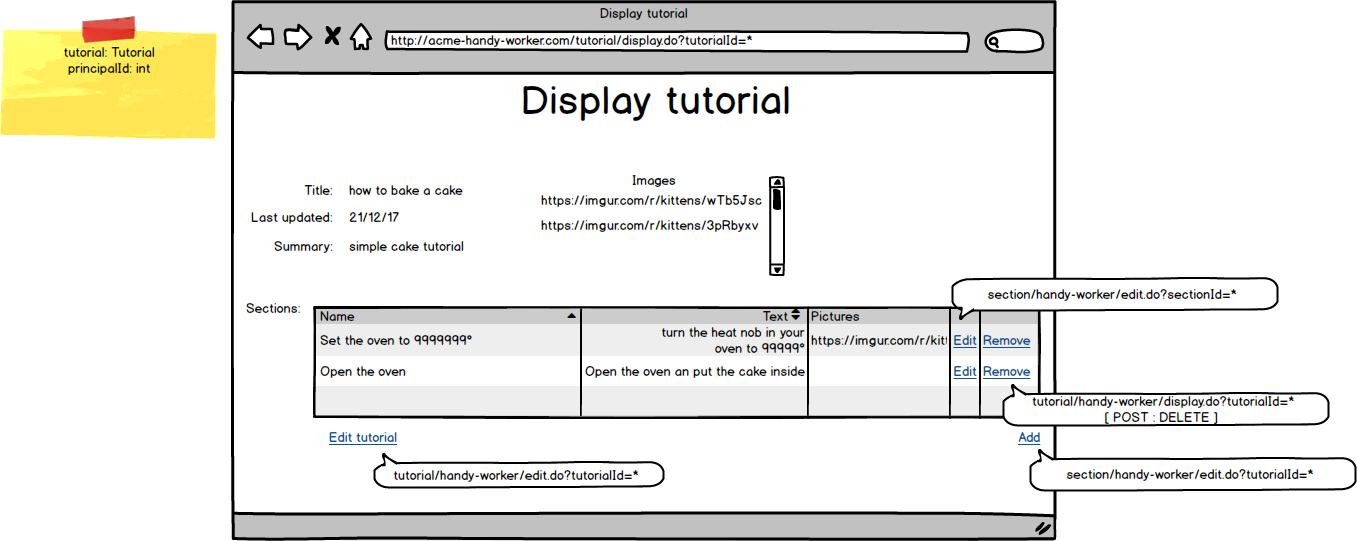 tutorial: Tutorial
principalId: int
Display tutorial
http://acme-handy-worker.com/tutorial/display.do?tutorialId=*
Display tutorial
Title: how to bake a cake
Last updated: 21/12/17
Summary: simple cake tutorial
Images
https://imgur.com/r/kittens/wTb5Jsc
https://imgur.com/r/kittens/3pRbyxv
section/handy-worker/edit.do?sectionId=*
Sections:
Name Text Pictures
Set the oven to 9999999° turn the heat nob in your
oven to 99999° https://imgur.com/r/kitt Edit Remove
Open the oven Open the oven an put the cake inside Edit Remove
tutorial/handy-worker/display.do?tutorialId=*
[ POST : DELETE ]
Edit tutorial Add
tutorial/handy-worker/edit.do?tutorialId=*
section/handy-worker/edit.do?tutorialId=*